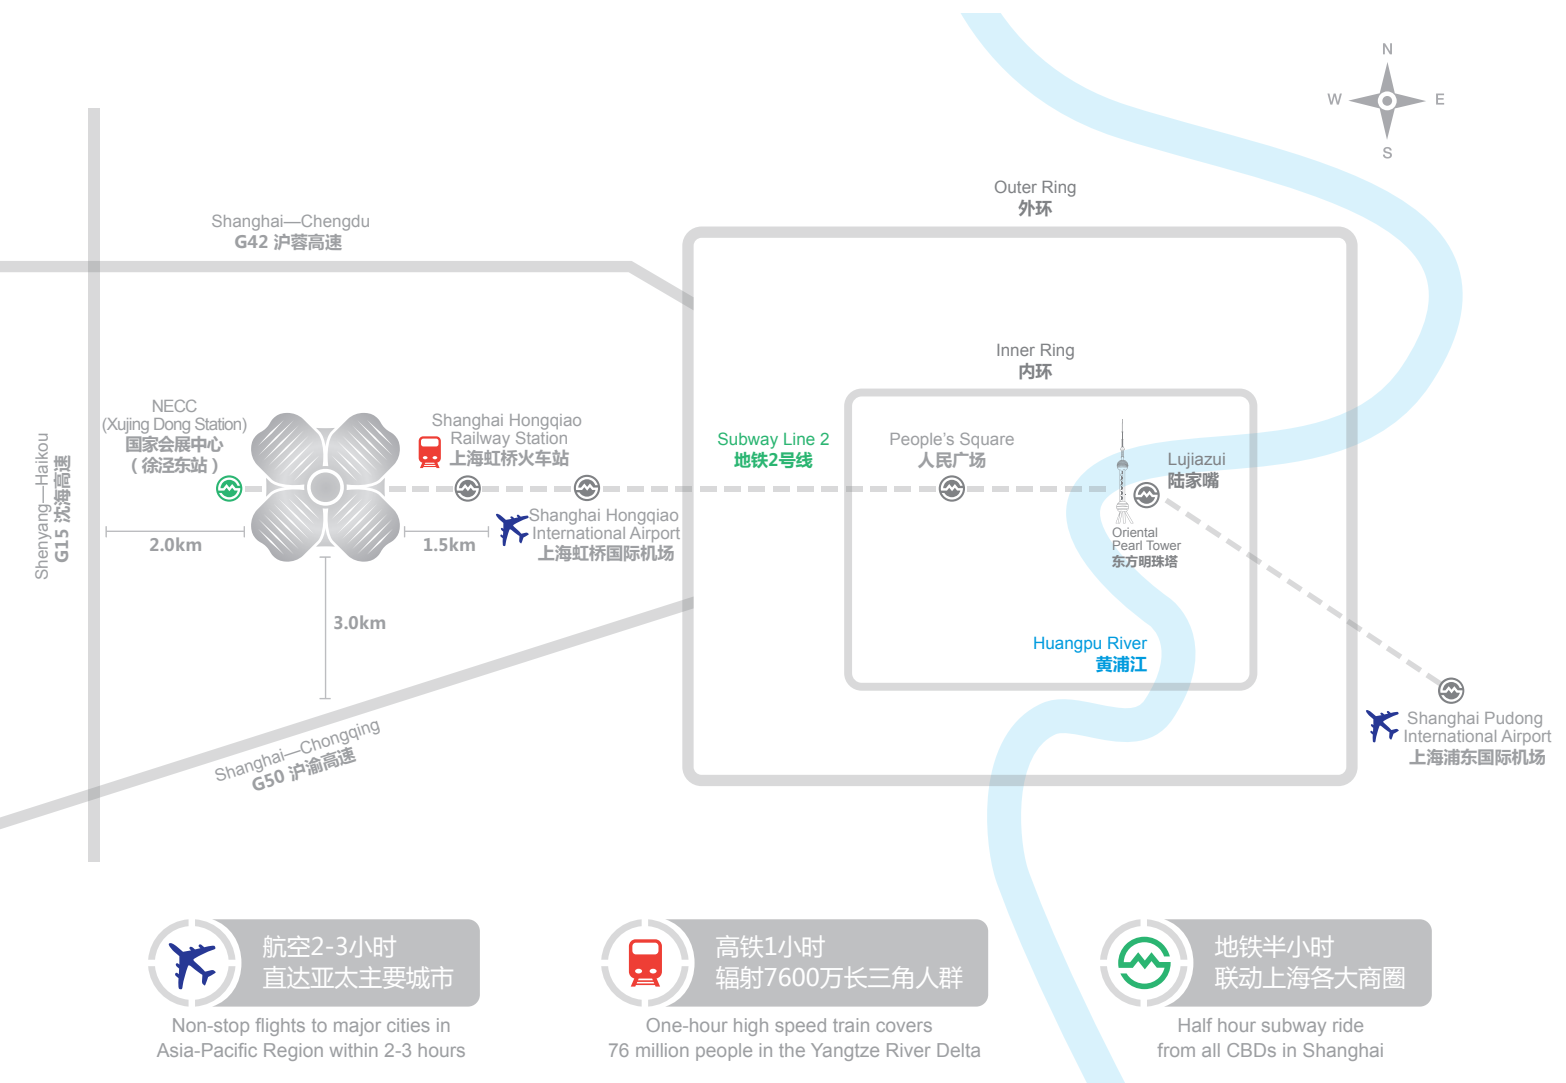 N
W
E
S
Outer Ring
外环
Shanghai—Chengdu
G42 沪蓉高速
Inner Ring
内环
NECC
(Xujing Dong Station)
国家会展中心
（徐泾东站）
Shanghai Hongqiao
Railway Station
上海虹桥火车站
Subway Line 2
地铁2号线
People's Square
人民广场
Lujiazui
陆家嘴
Shenyang—Haikou
G15 沈海高速
Shanghai Hongqiao
International Airport
上海虹桥国际机场
2.0km
1.5km
Oriental
Pearl Tower
东方明珠塔
3.0km
Huangpu River
黄浦江
Shanghai—Chongqing
G50 沪渝高速
Shanghai Pudong
International Airport
上海浦东国际机场
航空2-3小时
直达亚太主要城市
Non-stop flights to major cities in
Asia-Pacific Region within 2-3 hours
高铁1小时
辐射7600万长三角人群
One-hour high speed train covers
76 million people in the Yangtze River Delta
地铁半小时
联动上海各大商圈
Half hour subway ride
from all CBDs in Shanghai